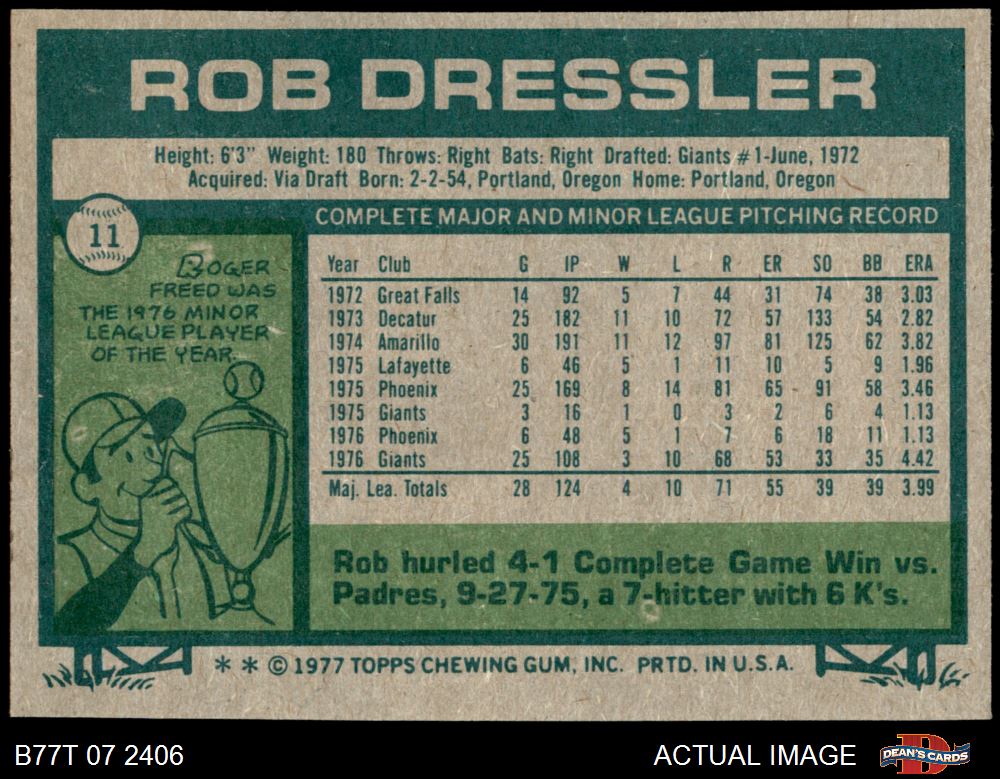 ROB DRESSLER
Height: 6'3" Weight: 180 Throws: Right Bats: Right Drafted: Giants #1-June, 1972
Acquired: Via Draft Born: 2-2-54, Portland, Oregon Home: Portland, Oregon
11
ROGER
FREED WAS
THE 1976 MINOR
LEAGUE PLAYER
OF THE YEAR.
COMPLETE MAJOR AND MINOR LEAGUE PITCHING RECORD
Year Club G IP W L R ER SO BB ERA
1972 Great Falls 14 92 5 7 44 31 74 38 3.03
1973 Decatur 25 182 11 10 72 57 133 54 2.82
1974 Amarillo 30 191 11 12 97 81 125 62 3.82
1975 Lafayette 6 46 5 1 11 10 5 9 1.96
1975 Phoenix 25 169 8 14 81 65 91 58 3.46
1975 Giants 3 16 1 0 3 2 6 4 1.13
1976 Phoenix 6 48 5 1 7 6 18 11 1.13
1976 Giants 25 108 3 10 68 53 33 35 4.42
Maj. Lea. Totals 28 124 4 10 71 55 39 39 3.99
Rob hurled 4-1 Complete Game Win vs.
Padres, 9-27-75, a 7-hitter with 6 K's.
* * © 1977 TOPPS CHEWING GUM, INC. PRTD. IN U.S.A.
B77T 07 2406
ACTUAL IMAGE
D
DEAN'S CARDS